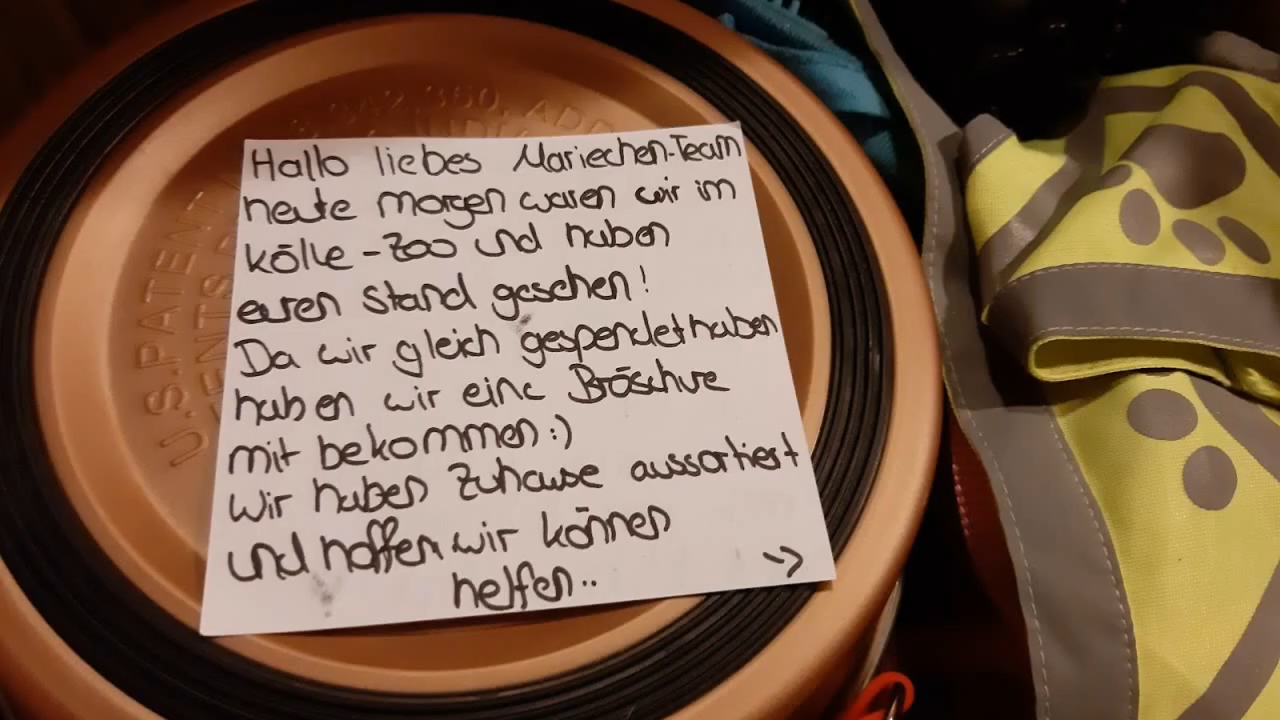 Hallo liebes Mariechen-Team
heute morgen waren wir im
Kölle-Zoo und haben
euren Stand gesehen!
Da wir gleich gespendet haben
haben wir eine Bröschure
mit bekommen:)
Wir haben Zuhause aussortiert
und hoffen wir können
helfen..
->
U.S.PATENT